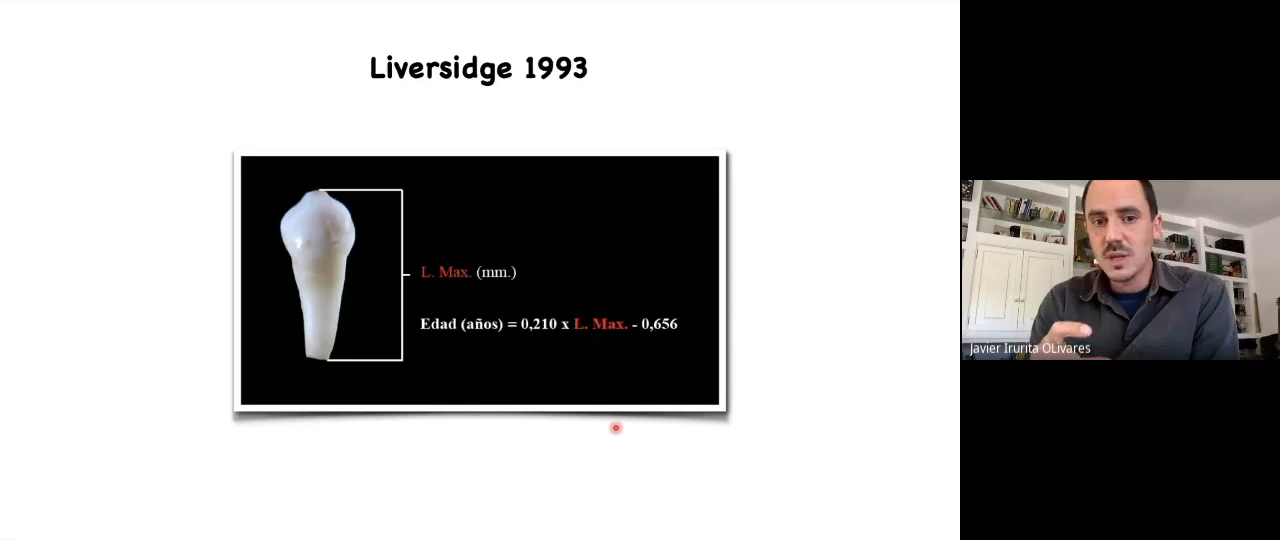 Liversidge 1993
L. Max. (mm.)
Edad (años) = 0,210 x L. Max. - 0,656
Javier Irurita OLivares